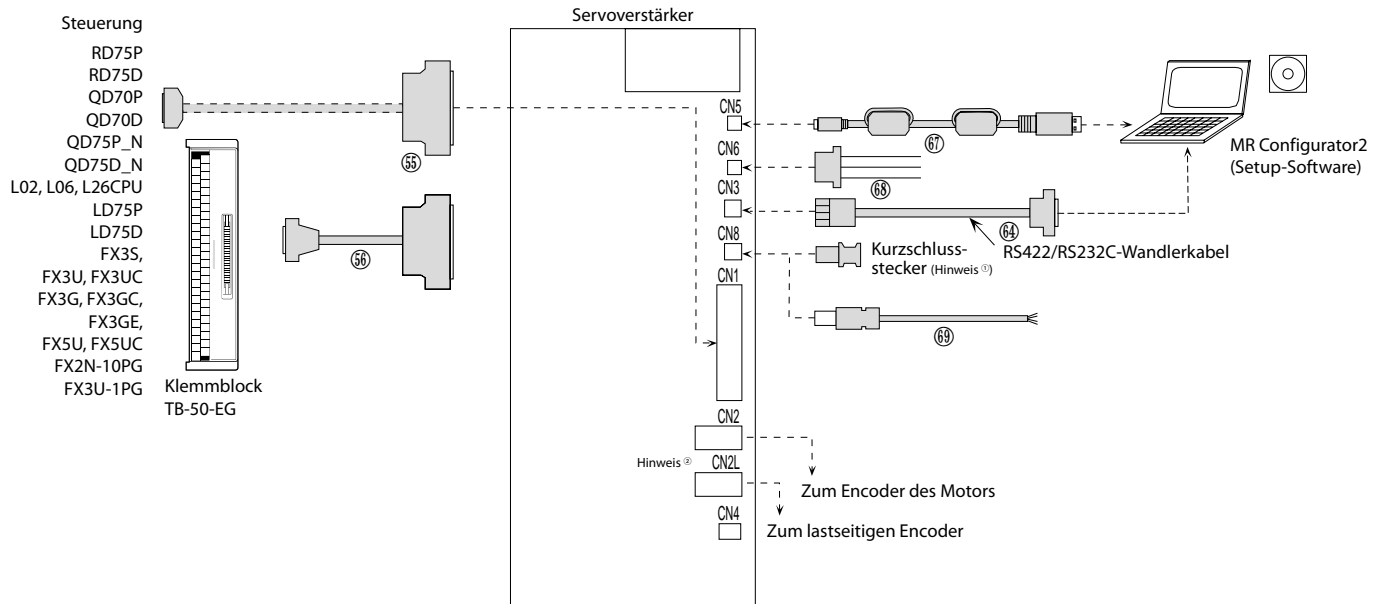 Steuerung
RD75P
RD75D
QD70P
QD70D
QD75P_N
QD75D_N
L02, L06, L26CPU
LD75P
LD75D
FX3S,
FX3U, FX3UC
FX3G, FX3GC,
FX3GE,
FX5U, FX5UC
FX2N-10PG
FX3U-1PG
Klemmblock
TB-50-EG
㊺
㊻
Servoverstärker
CN5
CN6
CN3
CN8
CN1
CN2
Hinweis ②
CN2L
CN4
67
68
64
RS422/RS232C-Wandlerkabel
Kurzschluss-
stecker (Hinweis ①)
69
MR Configurator2
(Setup-Software)
Zum Encoder des Motors
Zum lastseitigen Encoder